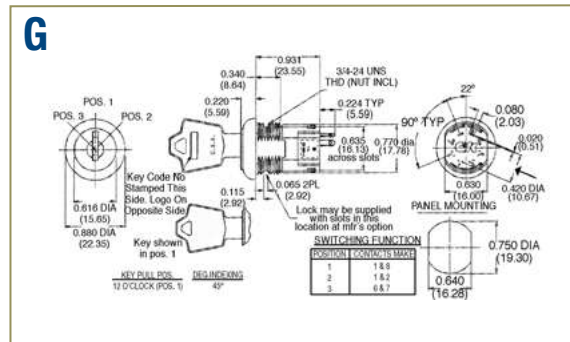 G
POS. 1
POS. 3
POS. 2
0.616 DIA
(15.65)
0.880 DIA
(22.35)
Key Code No
Stamped This
Side. Logo On
Opposite Side
0.340
(8.64)
0.220
(5.59)
0.931
(23.55)
3/4-24 UNS
THD (NUT INCL)
0.224 TYP
(5.59)
0.635
(16.13)
across slots
0.770 dia
(17.78)
0.065 2PL
(2.92)
0.115
(2.92)
Lock may be supplied
with slots in this
location at mfr's option
Key shown
in pos. 1
KEY PULL POS.
12 O'CLOCK (POS. 1)
DEG.INDEXING
45°
22°
90° TYP
0.080
(2.03)
0.020
(0.51)
0.630
(16.00)
0.420 DIA
(10.67)
PANEL MOUNTING
0.750 DIA
(19.30)
0.640
(16.28)
SWITCHING FUNCTION
POSITION CONTACTS MAKE
1 1&8
2 1&2
3 6&7